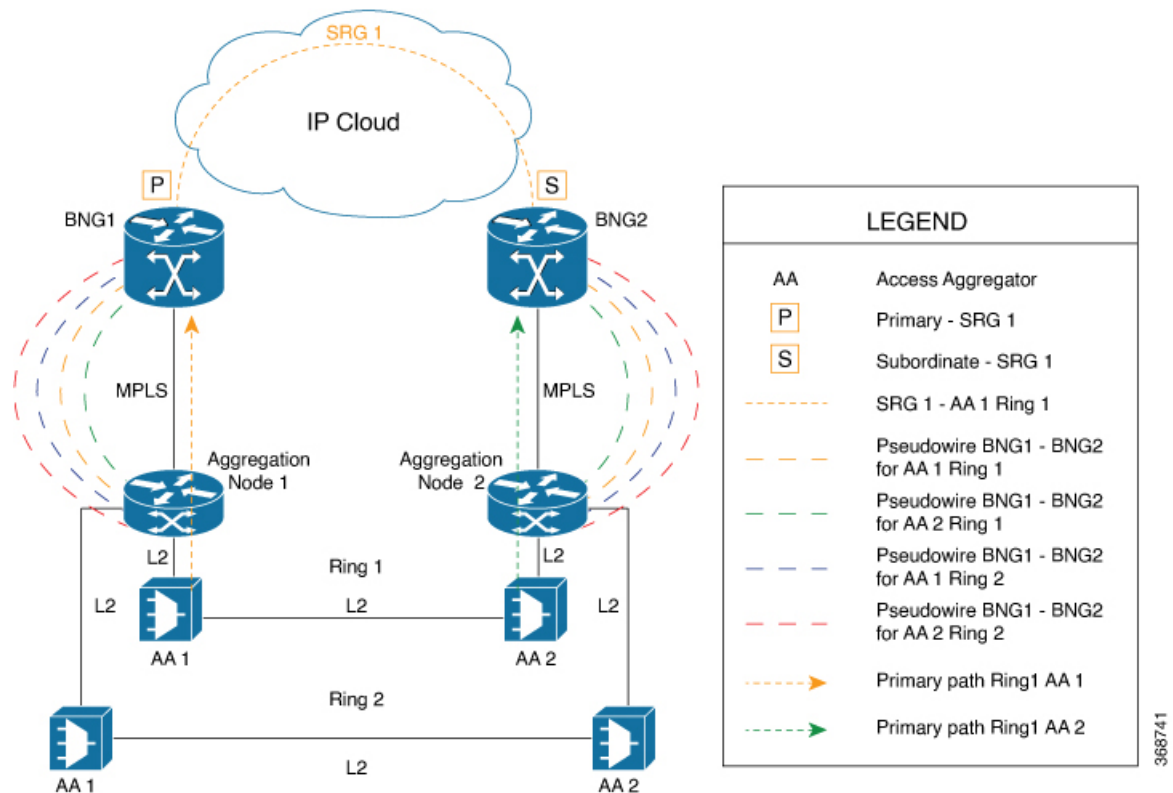 SRG 1
IP Cloud
P
S
BNG1
BNG2
MPLS
MPLS
Aggregation
Node 1
Aggregation
Node 2
L2
L2
Ring 1
L2
L2
L2
AA 1
AA 2
Ring 2
L2
AA 1
AA 2
LEGEND
AA Access Aggregator
P Primary - SRG 1
S Subordinate - SRG 1
SRG 1 - AA 1 Ring 1
Pseudowire BNG1 - BNG2
for AA 1 Ring 1
Pseudowire BNG1 - BNG2
for AA 2 Ring 1
Pseudowire BNG1 - BNG2
for AA 1 Ring 2
Pseudowire BNG1 - BNG2
for AA 2 Ring 2
Primary path Ring1 AA 1
Primary path Ring1 AA 2
368741